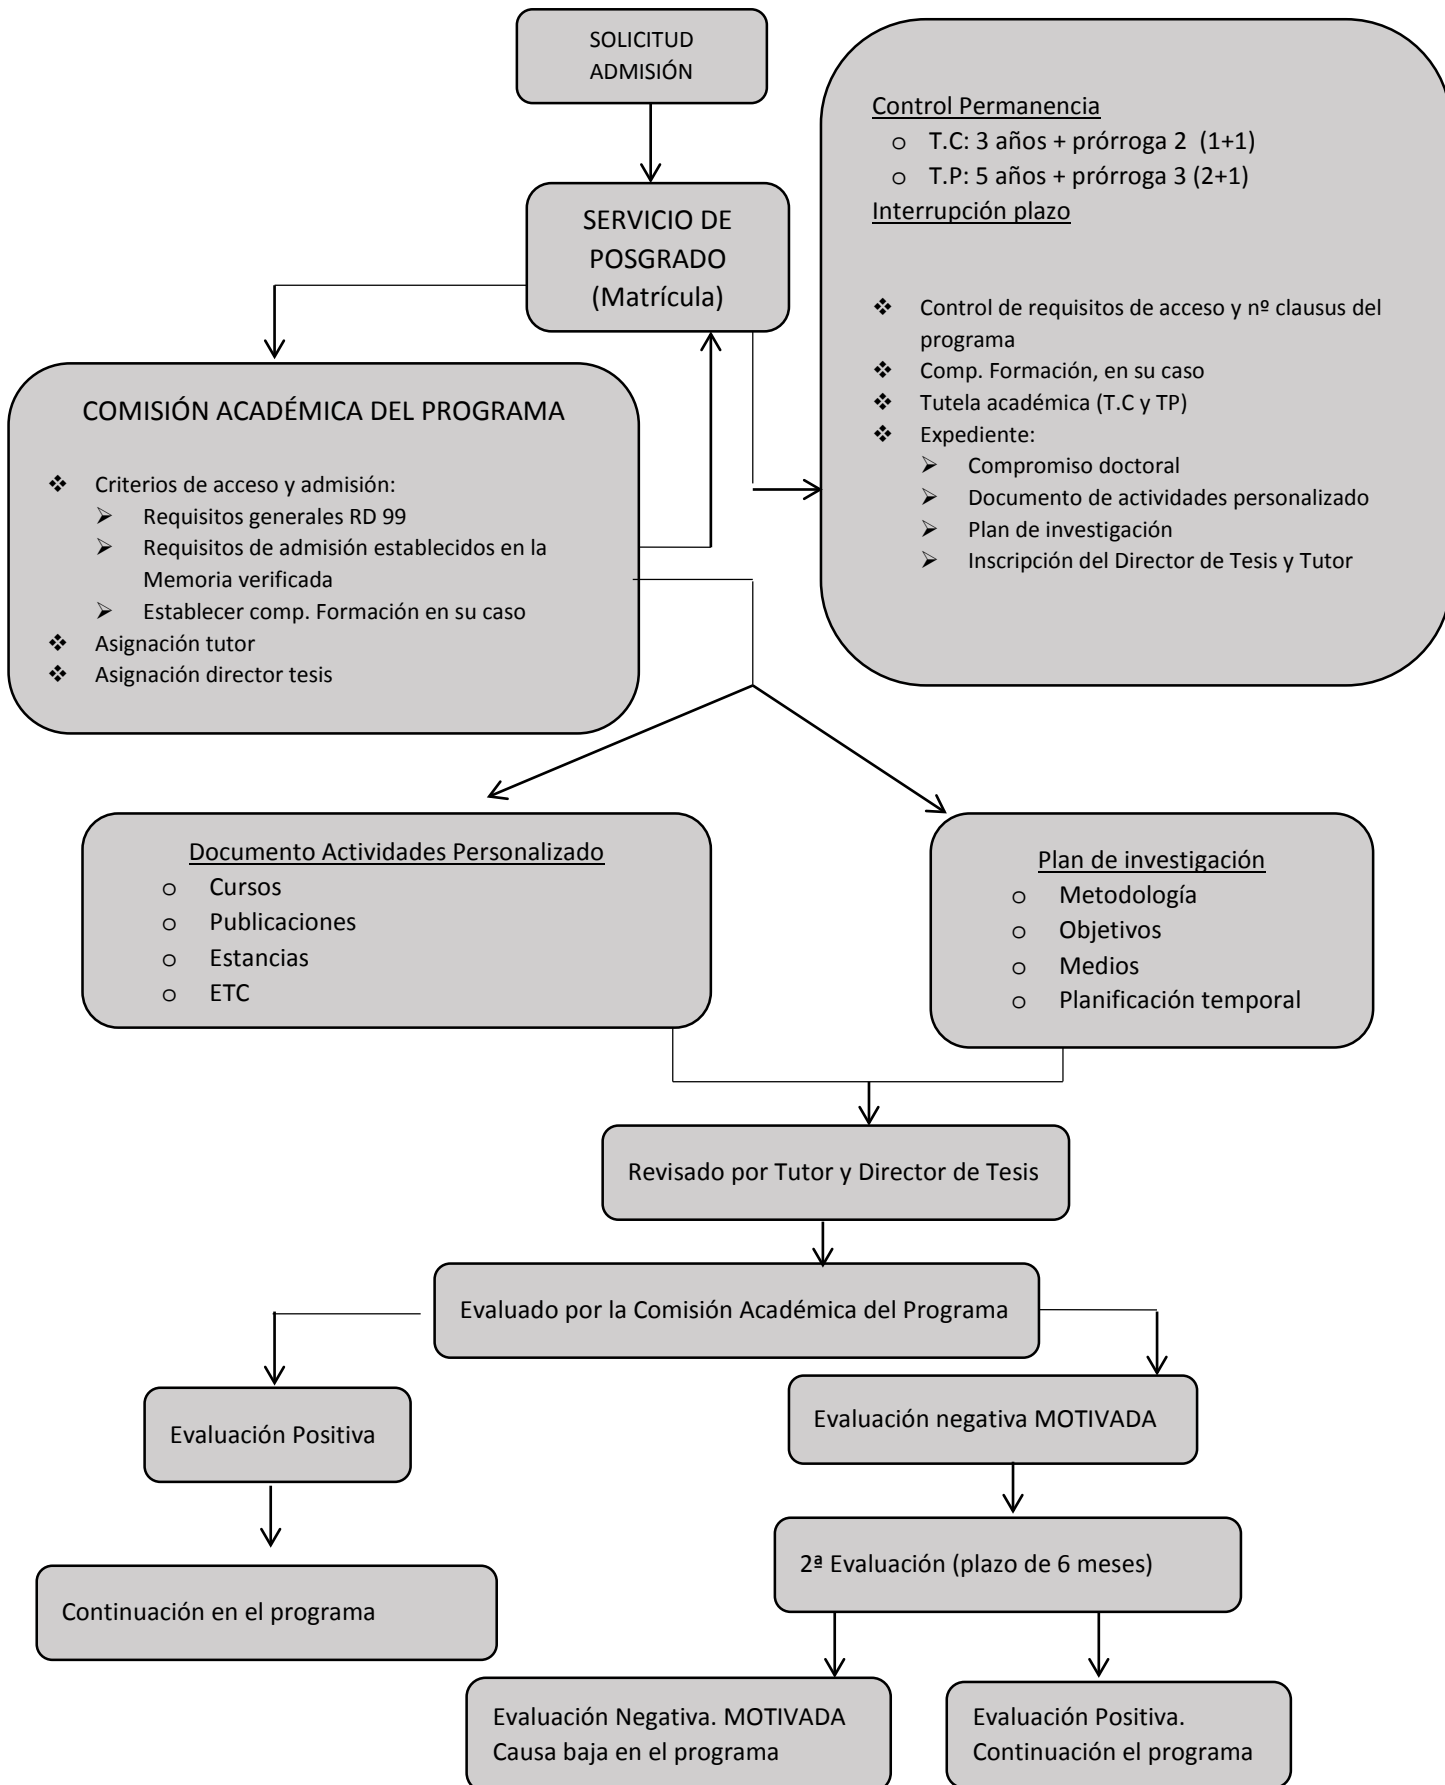 SOLICITUD
ADMISIÓN
SERVICIO DE
POSGRADO
(Matrícula)
Control Permanencia
o T.C: 3 años + prórroga 2 (1+1)
o T.P: 5 años + prórroga 3 (2+1)
Interrupción plazo
❖ Control de requisitos de acceso y nº clausus del
programa
❖ Comp. Formación, en su caso
❖ Tutela académica (T.C y TP)
❖ Expediente:
➢ Compromiso doctoral
➢ Documento de actividades personalizado
➢ Plan de investigación
➢ Inscripción del Director de Tesis y Tutor
COMISIÓN ACADÉMICA DEL PROGRAMA
❖ Criterios de acceso y admisión:
➢ Requisitos generales RD 99
➢ Requisitos de admisión establecidos en la
Memoria verificada
➢ Establecer comp. Formación en su caso
❖ Asignación tutor
❖ Asignación director tesis
Documento Actividades Personalizado
o Cursos
o Publicaciones
o Estancias
o ETC
Plan de investigación
o Metodología
o Objetivos
o Medios
o Planificación temporal
Revisado por Tutor y Director de Tesis
Evaluado por la Comisión Académica del Programa
Evaluación Positiva
Evaluación negativa MOTIVADA
Continuación en el programa
2ª Evaluación (plazo de 6 meses)
Evaluación Negativa. MOTIVADA
Causa baja en el programa
Evaluación Positiva.
Continuación el programa